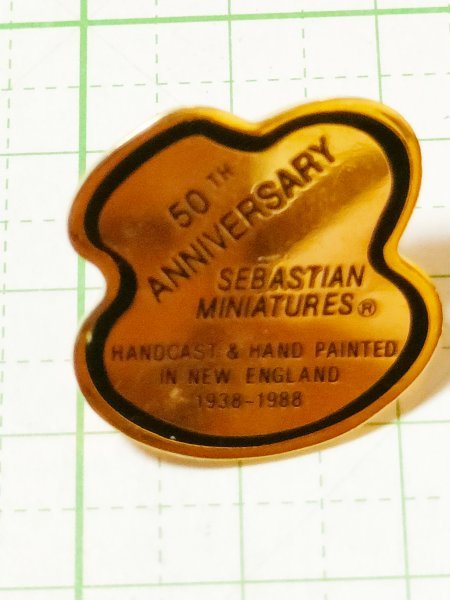 50TH
ANNIVERSARY
SEBASTIAN
MINIATURES®
HANDCAST & HAND PAINTED
IN NEW ENGLAND
1938-1988